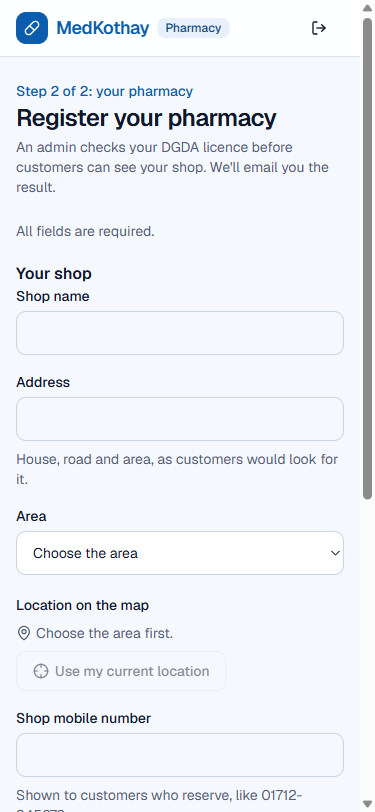 MedKothay Pharmacy
Step 2 of 2: your pharmacy
Register your pharmacy
An admin checks your DGDA licence before
customers can see your shop. We'll email you the
result.
All fields are required.
Your shop
Shop name
Address
House, road and area, as customers would look for
it.
Area
Choose the area
Location on the map
Choose the area first.
Use my current location
Shop mobile number
Shown to customers who reserve, like 01712-